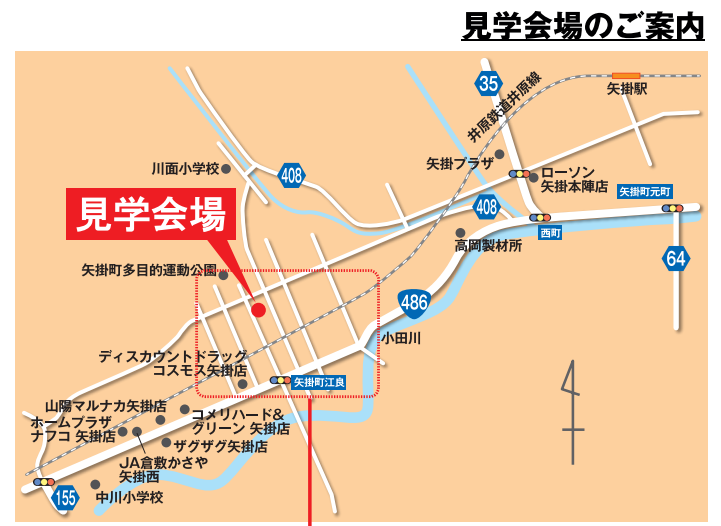 見学会場のご案内
35
井原鉄道井原線
矢掛駅
矢掛プラザ
ローソン
矢掛本陣店
川面小学校
408
矢掛町元町
408
見学会場
西町
高岡製材所
64
矢掛町多目的運動公園
486
小田川
ディスカウントドラッグ
コスモス矢掛店
矢掛町江良
山陽マルナカ矢掛店
コメリハード&
グリーン 矢掛店
ホームプラザ
ナフコ 矢掛店
ザグザグ矢掛店
JA倉敷かさや
矢掛西
155
中川小学校